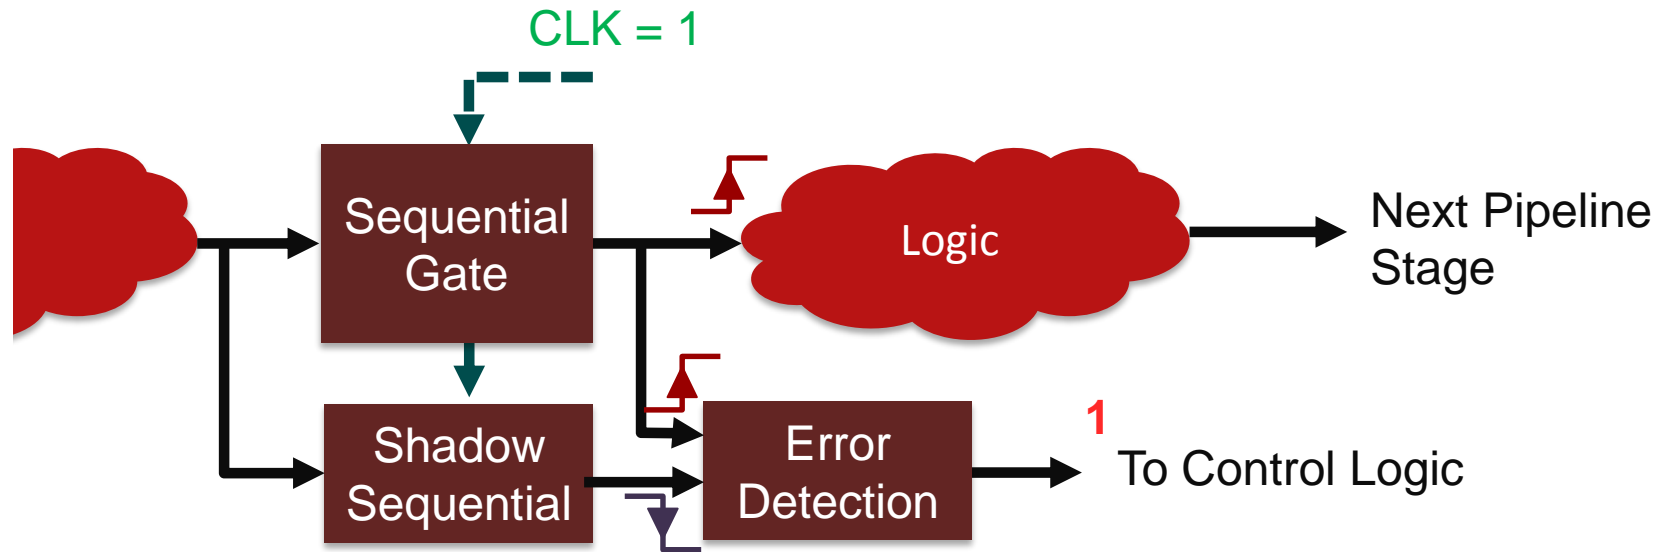 CLK = 1
Sequential
Gate
Logic
Next Pipeline
Stage
Shadow
Sequential
Error
Detection
1
To Control Logic